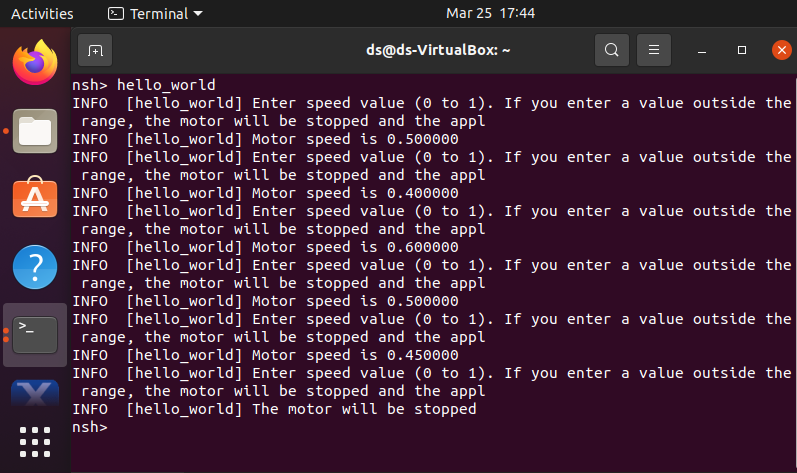 Activities
Terminal
Mar 25 17:44
ds@ds-VirtualBox: ~
nsh> hello_world
INFO  [hello_world] Enter speed value (0 to 1). If you enter a value outside the
 range, the motor will be stopped and the appl
INFO  [hello_world] Motor speed is 0.500000
INFO  [hello_world] Enter speed value (0 to 1). If you enter a value outside the
 range, the motor will be stopped and the appl
INFO  [hello_world] Motor speed is 0.400000
INFO  [hello_world] Enter speed value (0 to 1). If you enter a value outside the
 range, the motor will be stopped and the appl
INFO  [hello_world] Motor speed is 0.600000
INFO  [hello_world] Enter speed value (0 to 1). If you enter a value outside the
 range, the motor will be stopped and the appl
INFO  [hello_world] Motor speed is 0.500000
INFO  [hello_world] Enter speed value (0 to 1). If you enter a value outside the
 range, the motor will be stopped and the appl
INFO  [hello_world] Motor speed is 0.450000
INFO  [hello_world] Enter speed value (0 to 1). If you enter a value outside the
 range, the motor will be stopped and the appl
INFO  [hello_world] The motor will be stopped
nsh>